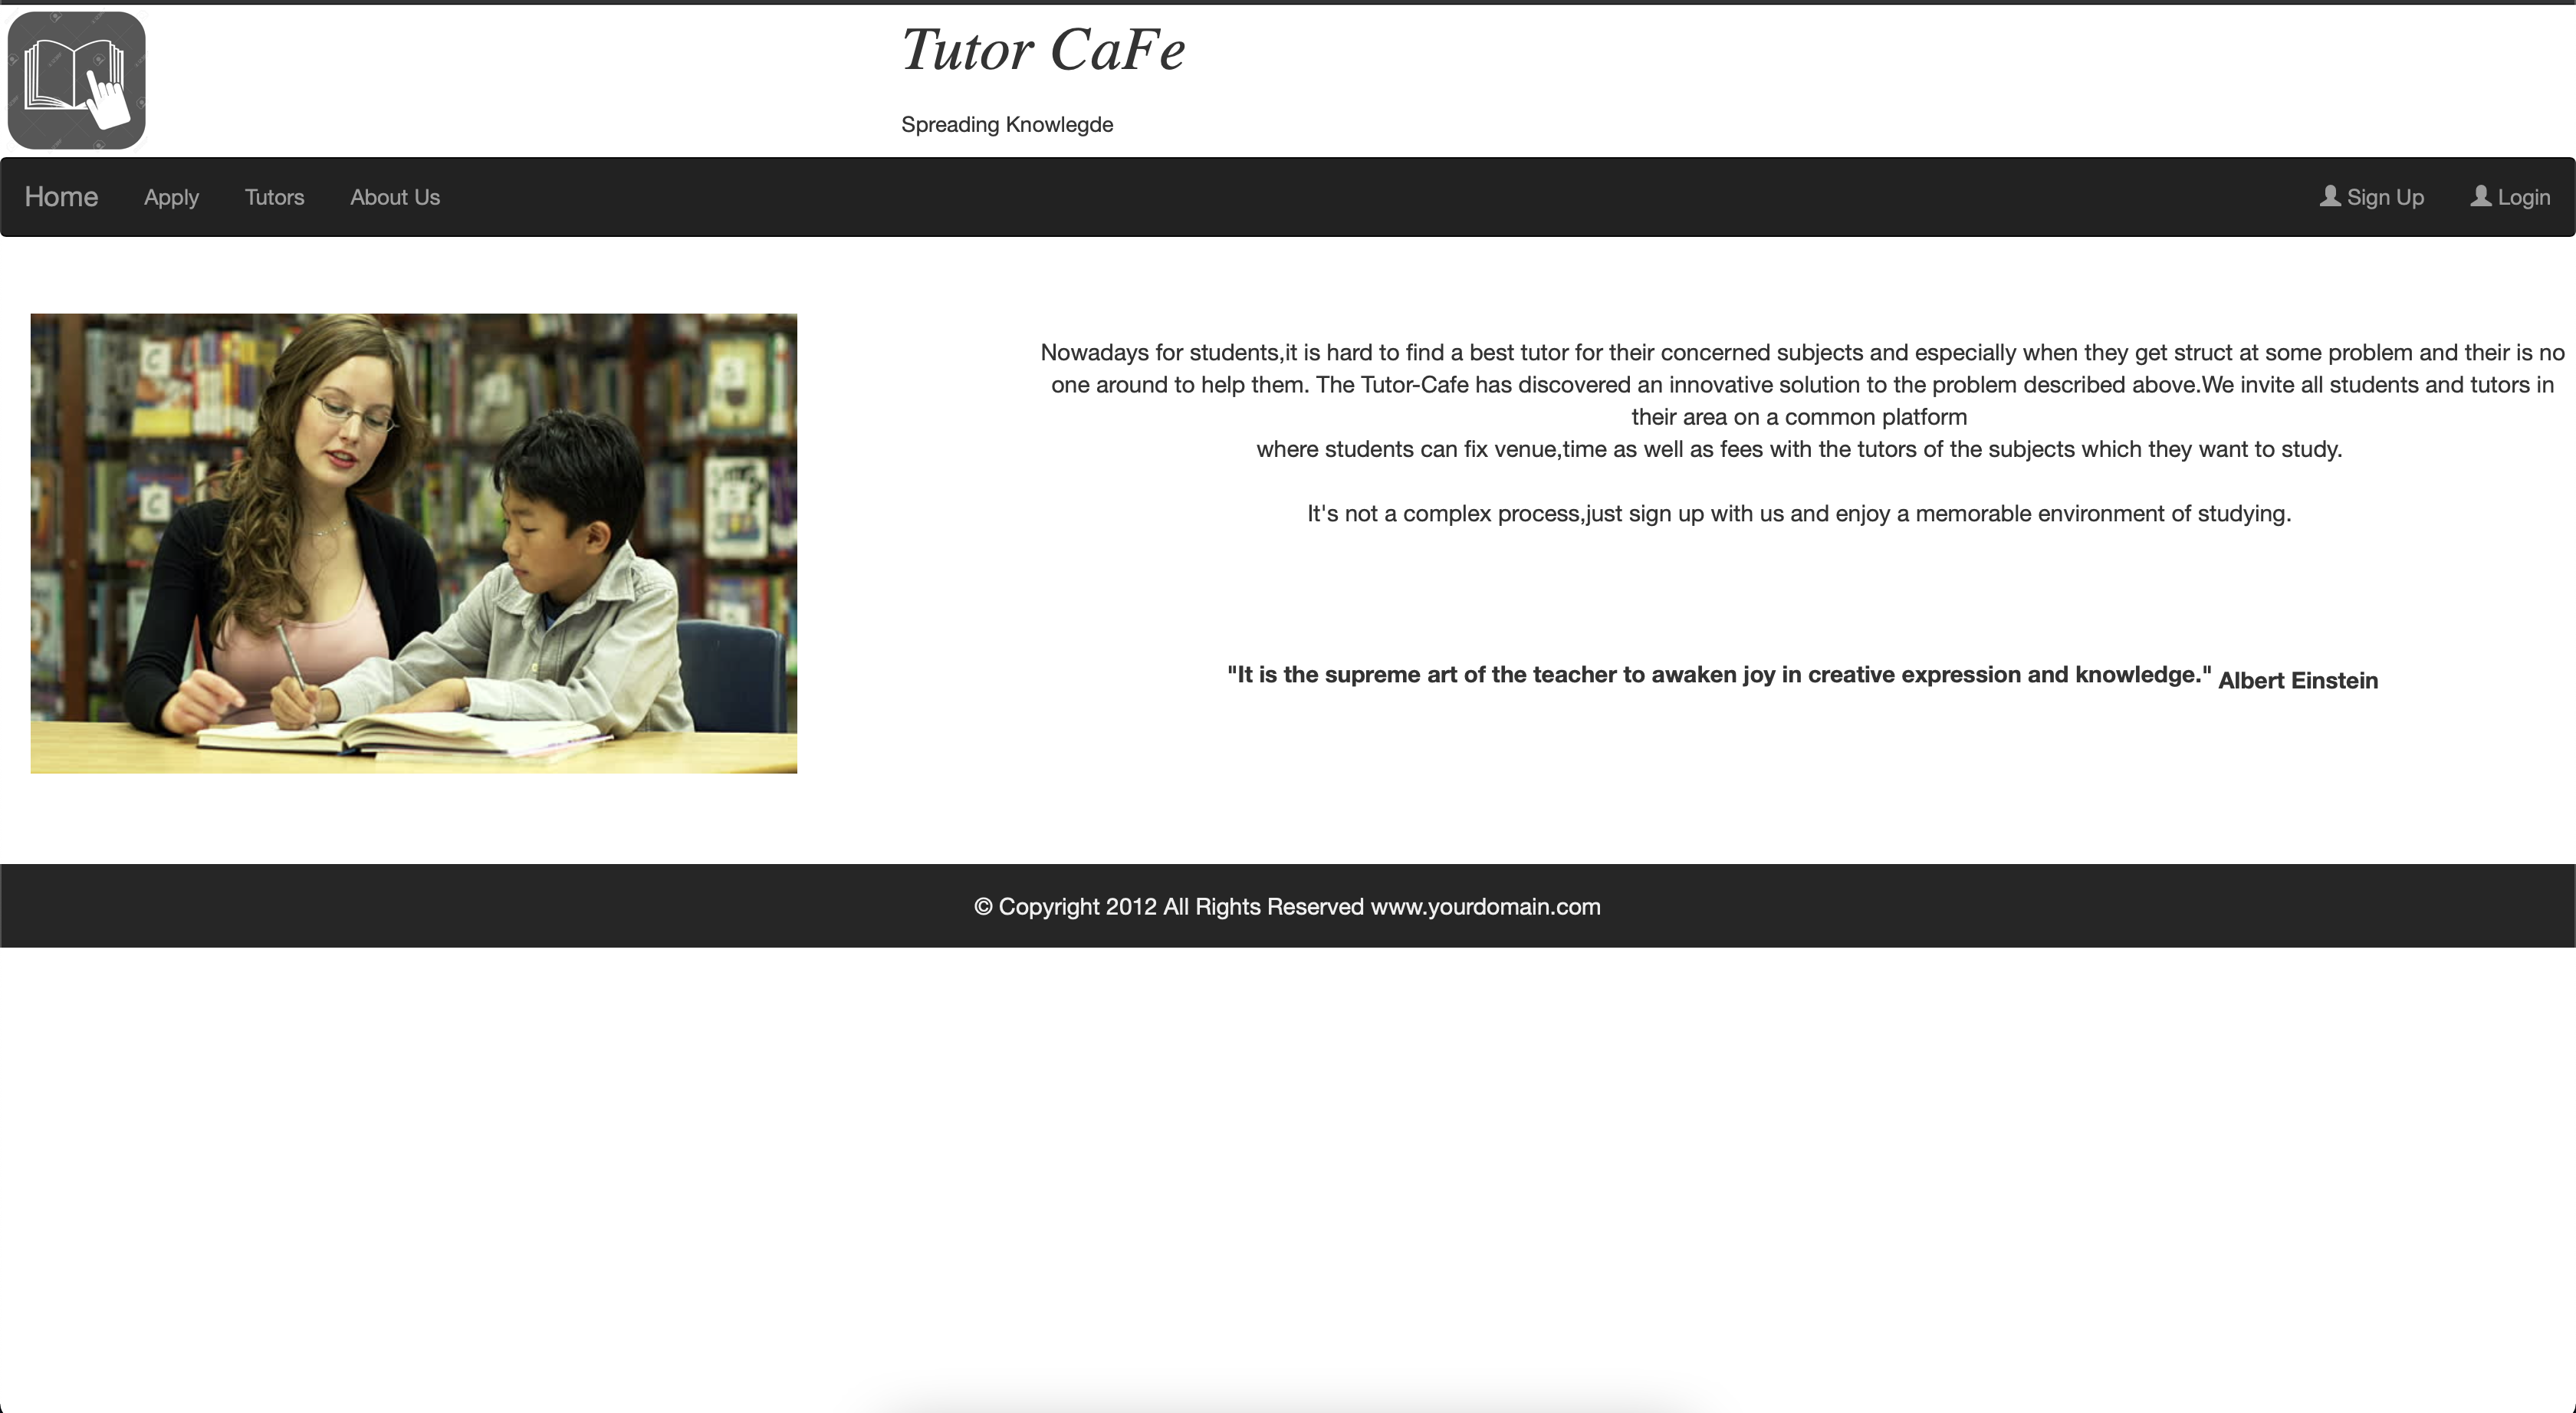 Tutor CaFe
Spreading Knowlegde
Home Apply Tutors About Us Sign Up Login
Nowadays for students,it is hard to find a best tutor for their concerned subjects and especially when they get struct at some problem and their is no
one around to help them. The Tutor-Cafe has discovered an innovative solution to the problem described above.We invite all students and tutors in
their area on a common platform
where students can fix venue,time as well as fees with the tutors of the subjects which they want to study.
It's not a complex process,just sign up with us and enjoy a memorable environment of studying.
"It is the supreme art of the teacher to awaken joy in creative expression and knowledge." Albert Einstein
© Copyright 2012 All Rights Reserved www.yourdomain.com